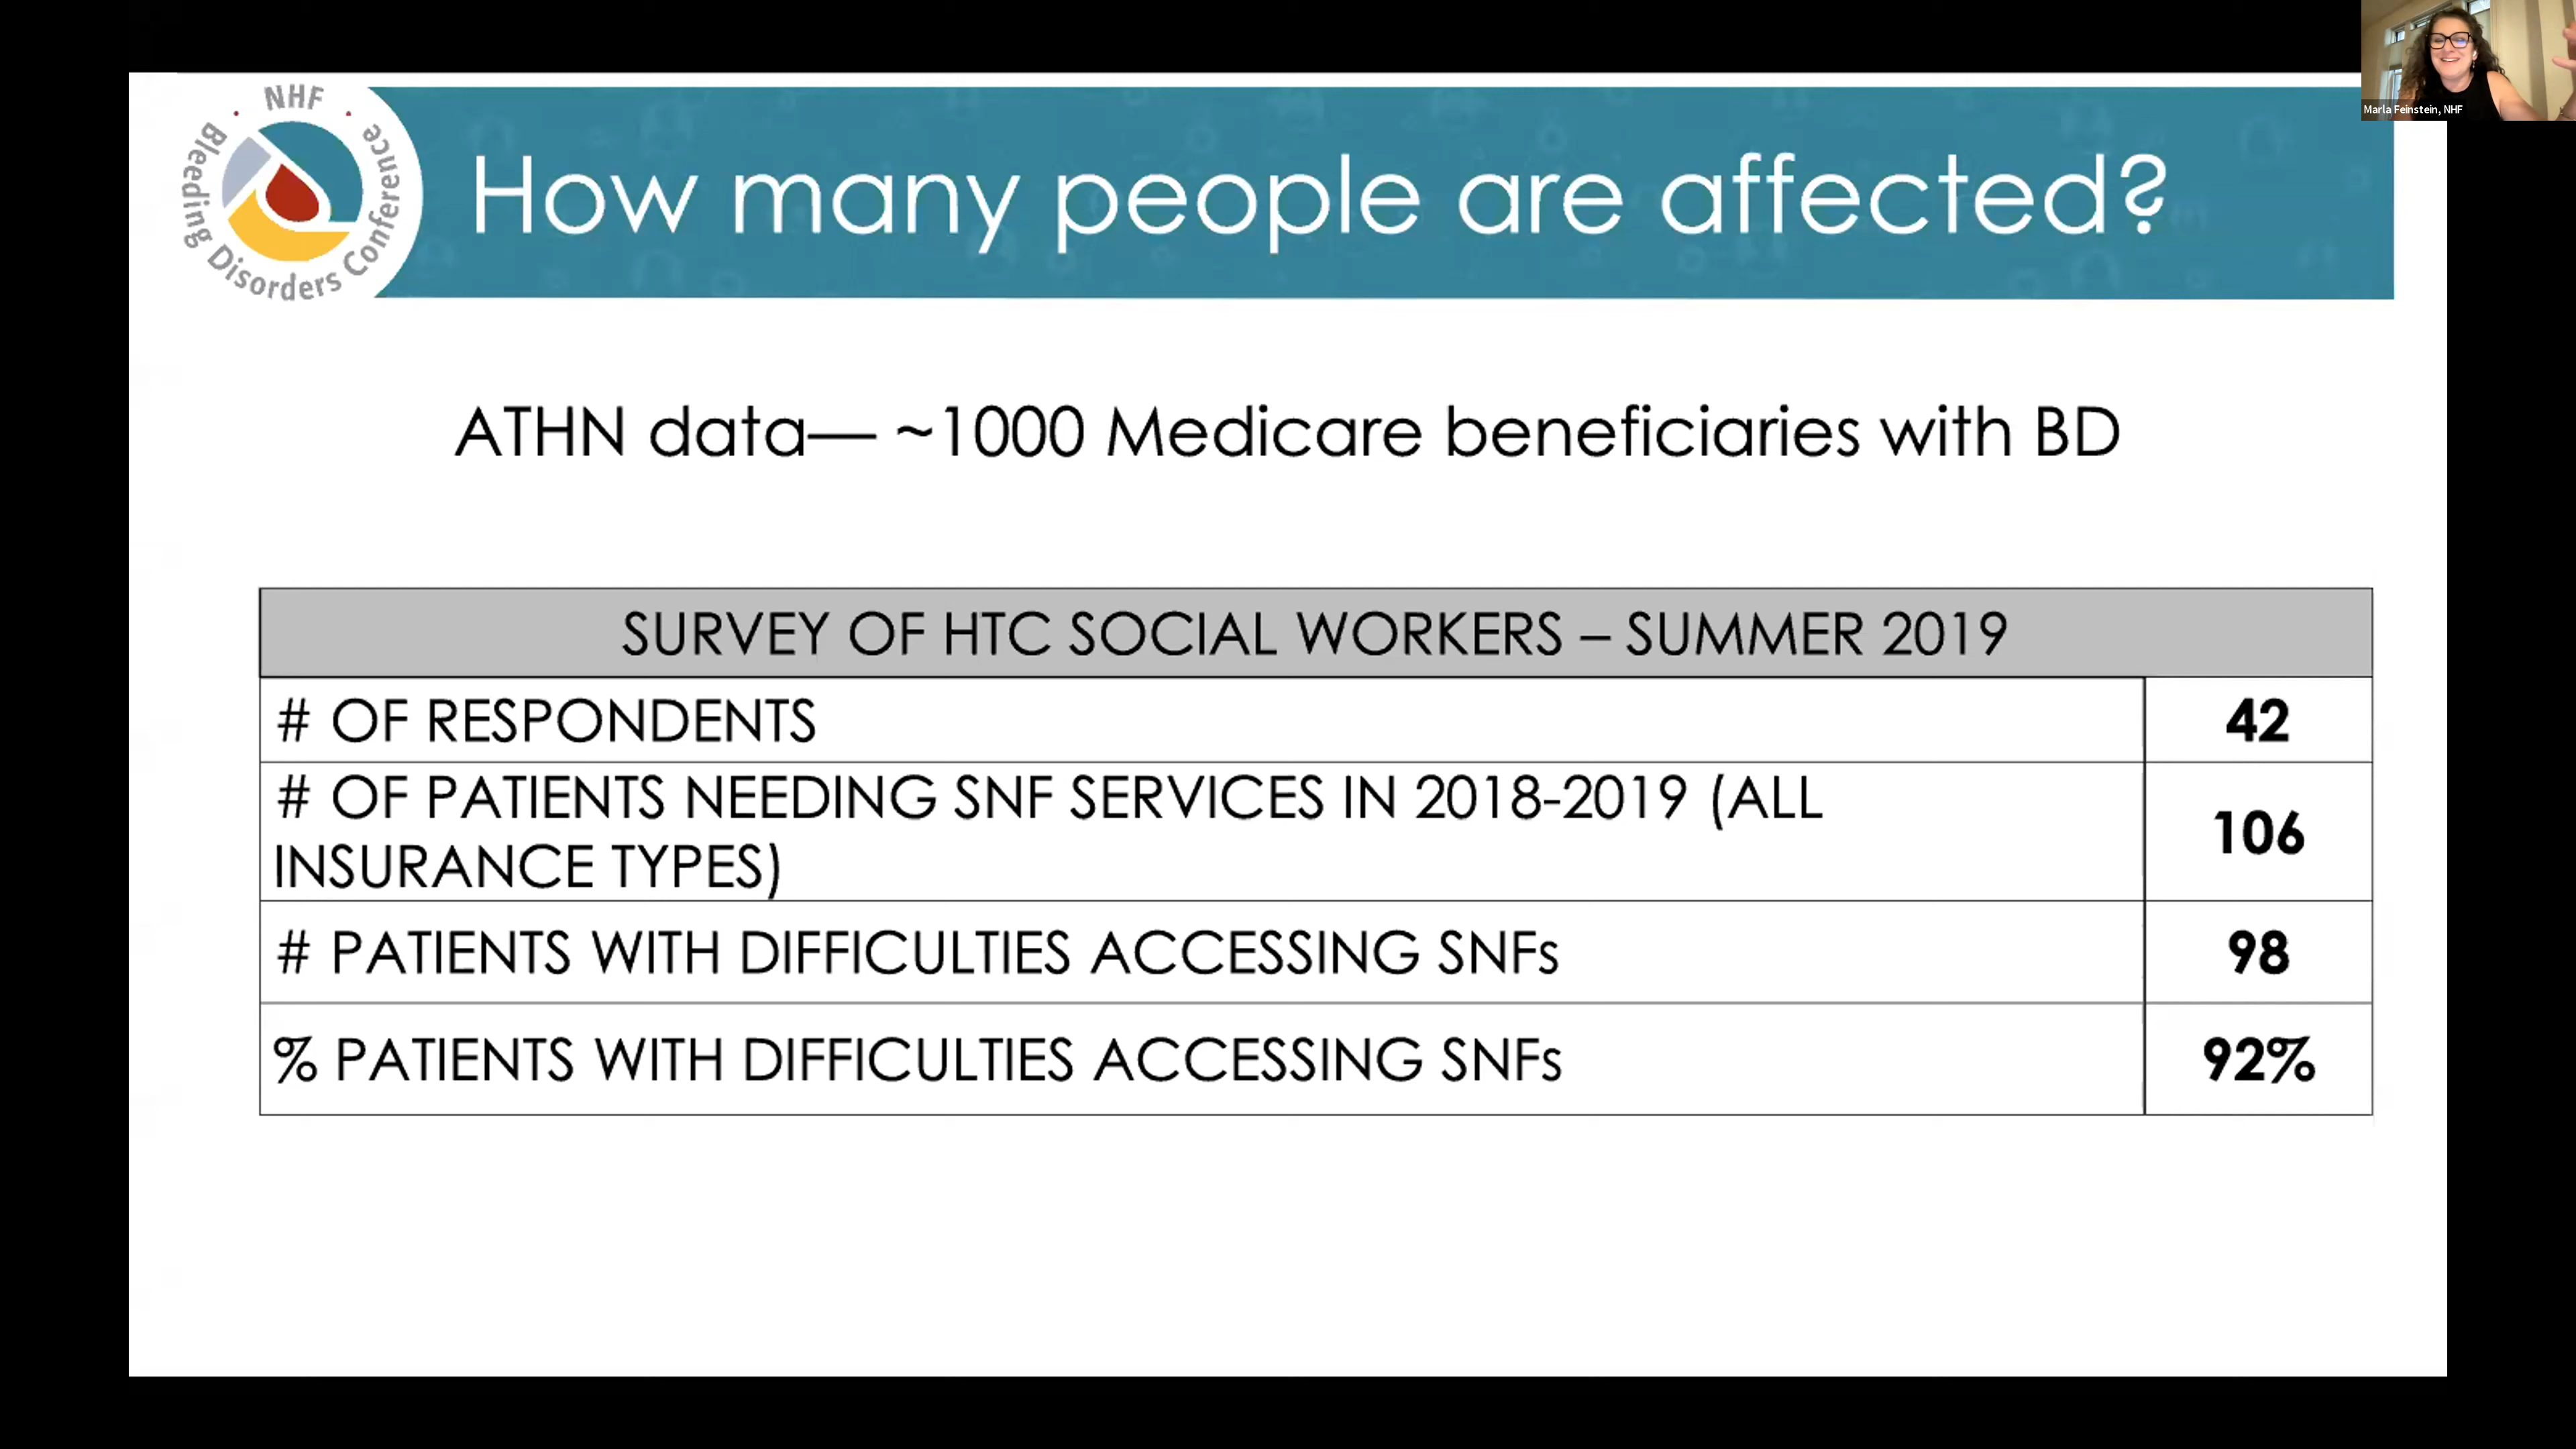 NHF
Bleeding Disorders Conference
Marla Feinstein, NHF
How many people are affected?
ATHN data— ~1000 Medicare beneficiaries with BD
SURVEY OF HTC SOCIAL WORKERS – SUMMER 2019
# OF RESPONDENTS 42
# OF PATIENTS NEEDING SNF SERVICES IN 2018-2019 (ALL
INSURANCE TYPES) 106
# PATIENTS WITH DIFFICULTIES ACCESSING SNFs 98
% PATIENTS WITH DIFFICULTIES ACCESSING SNFs 92%